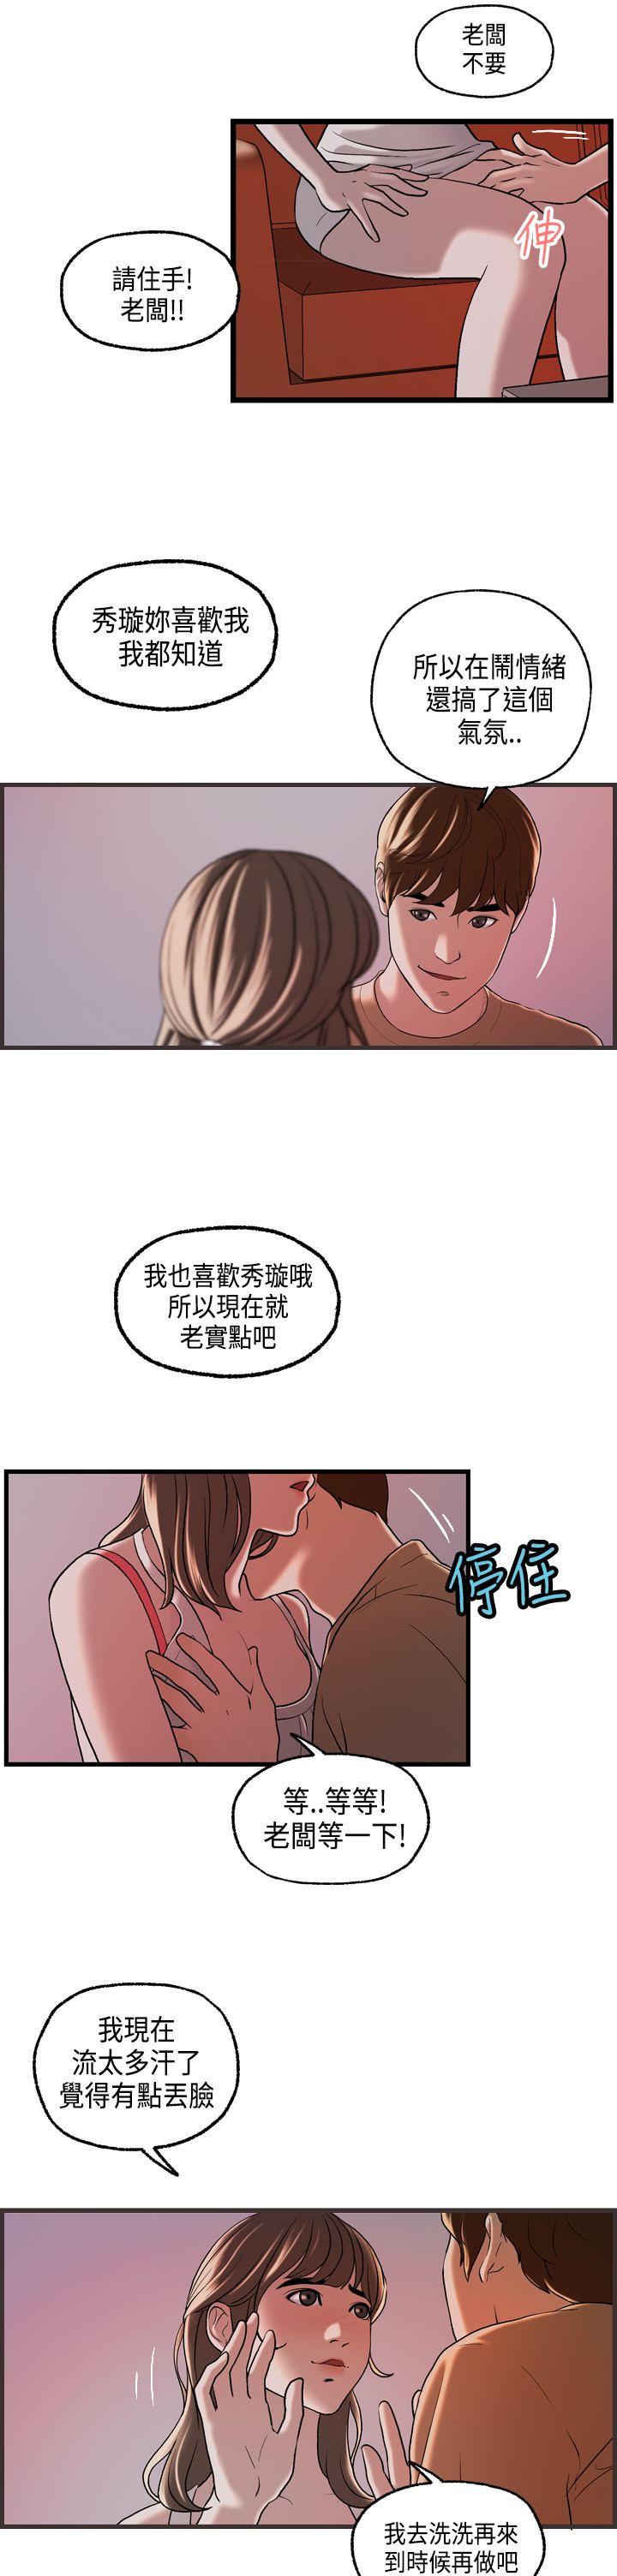 老闆
不要
伸
請住手!
老闆!!
秀璇妳喜歡我
我都知道
所以在鬧情緒
還搞了這個
氣氛..
我也喜歡秀璇哦
所以現在就
老實點吧
停住
等..等等!
老闆等一下!
我現在
流太多汗了
覺得有點丟臉
我去洗洗再來
到時候再做吧